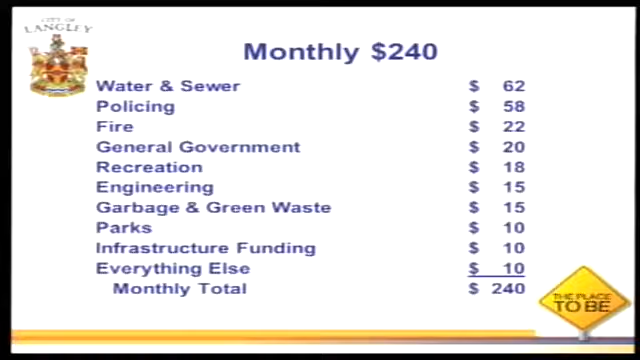 CITY OF
LANGLEY
Monthly $240
Water & Sewer $ 62
Policing $ 58
Fire $ 22
General Government $ 20
Recreation $ 18
Engineering $ 15
Garbage & Green Waste $ 15
Parks $ 10
Infrastructure Funding $ 10
Everything Else $ 10
Monthly Total $ 240
THE PLACE
TO BE